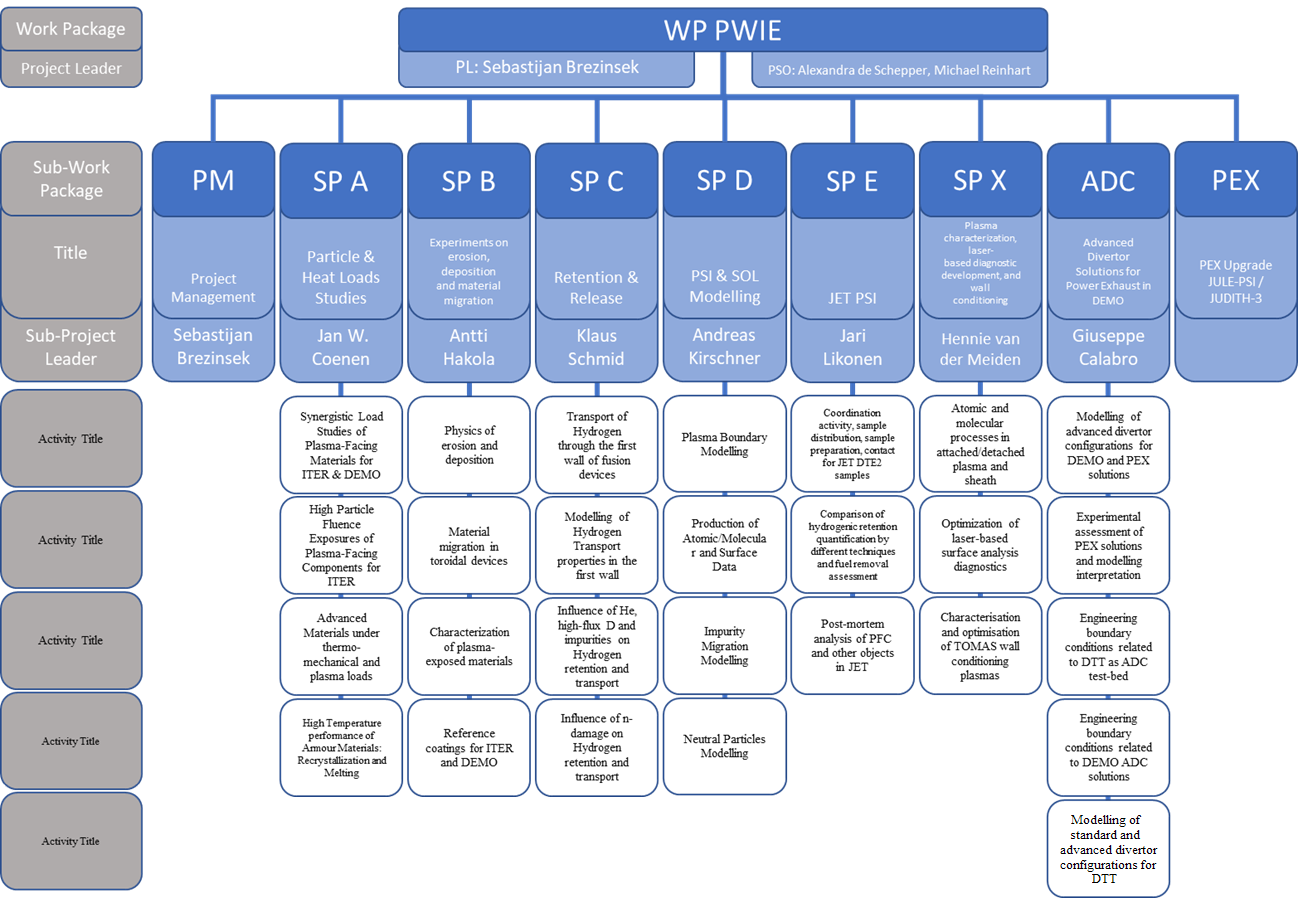 Work Package
Project Leader
WP PWIE
PL: Sebastijan Brezinsek
PSO: Alexandra de Schepper, Michael Reinhart
Sub-Work
Package
Title
Sub-Project
Leader
PM
Project
Management
Sebastijan
Brezinsek
SP A
Particle &
Heat Loads
Studies
Jan W.
Coenen
SP B
Experiments on
erosion,
deposition
and material
migration
Antti
Hakola
SP C
Retention &
Release
Klaus
Schmid
SP D
PSI & SOL
Modelling
Andreas
Kirschner
SP E
JET PSI
Jari
Likonen
SP X
Plasma
characterization,
laser-
based diagnostic
development, and
wall
conditioning
Hennie van
der Meiden
ADC
Advanced
Divertor
Solutions for
Power Exhaust in
DEMO
Giuseppe
Calabro
PEX
PEX Upgrade
JULE-PSI /
JUDITH-3
Activity Title
Synergistic Load
Studies of
Plasma-Facing
Materials for
ITER & DEMO
Physics of
erosion and
deposition
Transport of
Hydrogen
through the first
wall of fusion
devices
Plasma Boundary
Modelling
Coordination
activity, sample
distribution, sample
preparation, contact
for JET DTE2
samples
Atomic and
molecular
processes in
attached/detached
plasma and
sheath
Modelling of
advanced divertor
configurations for
DEMO and PEX
solutions
Activity Title
High Particle
Fluence
Exposures of
Plasma-Facing
Components for
ITER
Material
migration in
toroidal devices
Modelling of
Hydrogen
Transport
properties in the
first wall
Production of
Atomic/Molecula
r and Surface
Data
Comparison of
hydrogenic retention
quantification by
different techniques
and fuel removal
assessment
Optimization of
laser-based
surface analysis
diagnostics
Experimental
assessment of
PEX solutions
and modelling
interpretation
Activity Title
Advanced
Materials under
thermo-
mechanical and
plasma loads
Characterization
of plasma-
exposed materials
Influence of He,
high-flux D and
impurities on
Hydrogen
retention and
transport
Impurity
Migration
Modelling
Post-mortem
analysis of PFC
and other objects
in JET
Characterisation
and optimisation
of TOMAS wall
conditioning
plasmas
Engineering
boundary
conditions related
to DTT as ADC
test-bed
Activity Title
High Temperature
performance of
Armour Materials:
Recrystallization and
Melting
Reference
coatings for ITER
and DEMO
Influence of n-
damage on
Hydrogen
retention and
transport
Neutral Particles
Modelling
Engineering
boundary
conditions related
to DEMO ADC
solutions
Activity Title
Modelling of
standard and
advanced divertor
configurations for
DTT